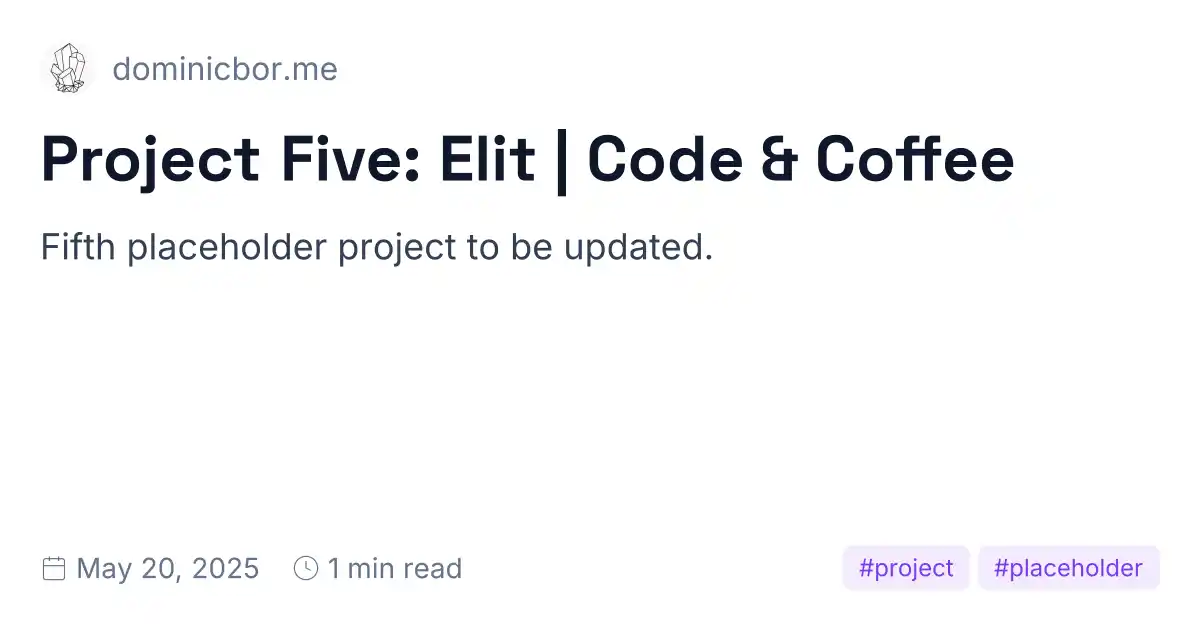 dominicbor.me
Project Five: Elit | Code & Coffee
Fifth placeholder project to be updated.
May 20, 2025 1 min read #project #placeholder